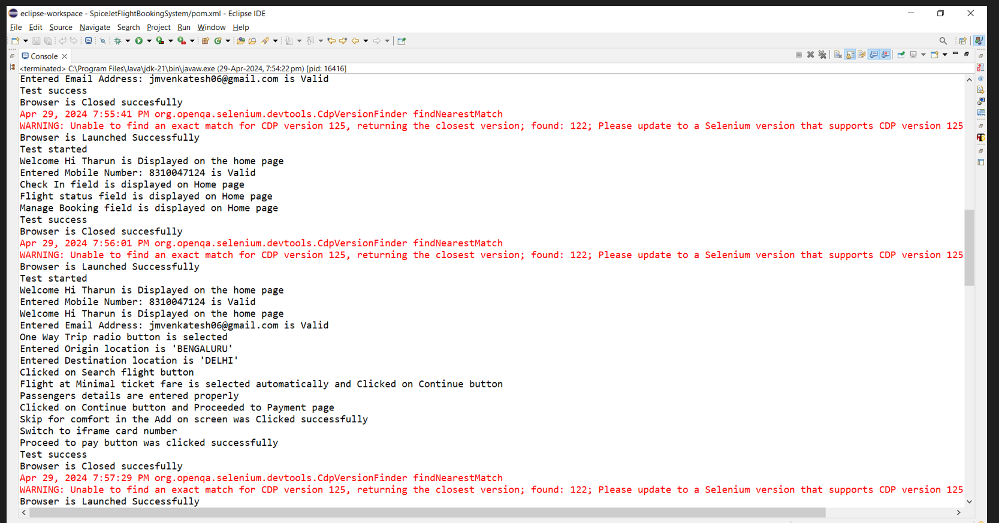 eclipse-workspace - SpiceJetFlightBookingSystem/pom.xml - Eclipse IDE
File Edit Source Navigate Search Project Run Window Help
Console
<terminated> C:\Program Files\Java\jdk-21\bin\javaw.exe (29-Apr-2024, 7:54:22 pm) [pid: 16416]
Entered Email Address: jmvenkatesh06@gmail.com is Valid
Test success
Browser is Closed succesfully
Apr 29, 2024 7:55:41 PM org.openqa.selenium.devtools.CdpVersionFinder findNearestMatch
WARNING: Unable to find an exact match for CDP version 125, returning the closest version; found: 122; Please update to a Selenium version that supports CDP version 125
Browser is Launched Successfully
Test started
Welcome Hi Tharun is Displayed on the home page
Entered Mobile Number: 8310047124 is Valid
Check In field is displayed on Home page
Flight status field is displayed on Home page
Manage Booking field is displayed on Home page
Test success
Browser is Closed succesfully
Apr 29, 2024 7:56:01 PM org.openqa.selenium.devtools.CdpVersionFinder findNearestMatch
WARNING: Unable to find an exact match for CDP version 125, returning the closest version; found: 122; Please update to a Selenium version that supports CDP version 125
Browser is Launched Successfully
Test started
Welcome Hi Tharun is Displayed on the home page
Entered Mobile Number: 8310047124 is Valid
Welcome Hi Tharun is Displayed on the home page
Entered Email Address: jmvenkatesh06@gmail.com is Valid
One Way Trip radio button is selected
Entered Origin location is 'BENGALURU'
Entered Destination location is 'DELHI'
Clicked on Search flight button
Flight at Minimal ticket fare is selected automatically and Clicked on Continue button
Passengers details are entered properly
Clicked on Continue button and Proceeded to Payment page
Skip for comfort in the Add on screen was Clicked successfully
Switch to iframe card number
Proceed to pay button was clicked successfully
Test success
Browser is Closed succesfully
Apr 29, 2024 7:57:29 PM org.openqa.selenium.devtools.CdpVersionFinder findNearestMatch
WARNING: Unable to find an exact match for CDP version 125, returning the closest version; found: 122; Please update to a Selenium version that supports CDP version 125
Browser is Launched Successfully